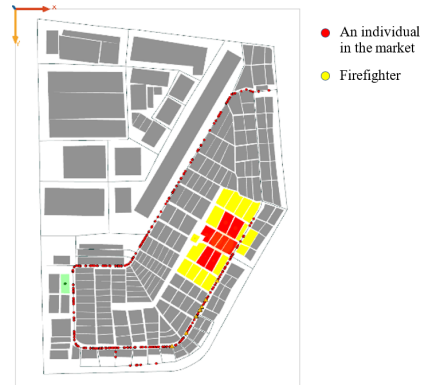 x
y
An individual
in the market
Firefighter